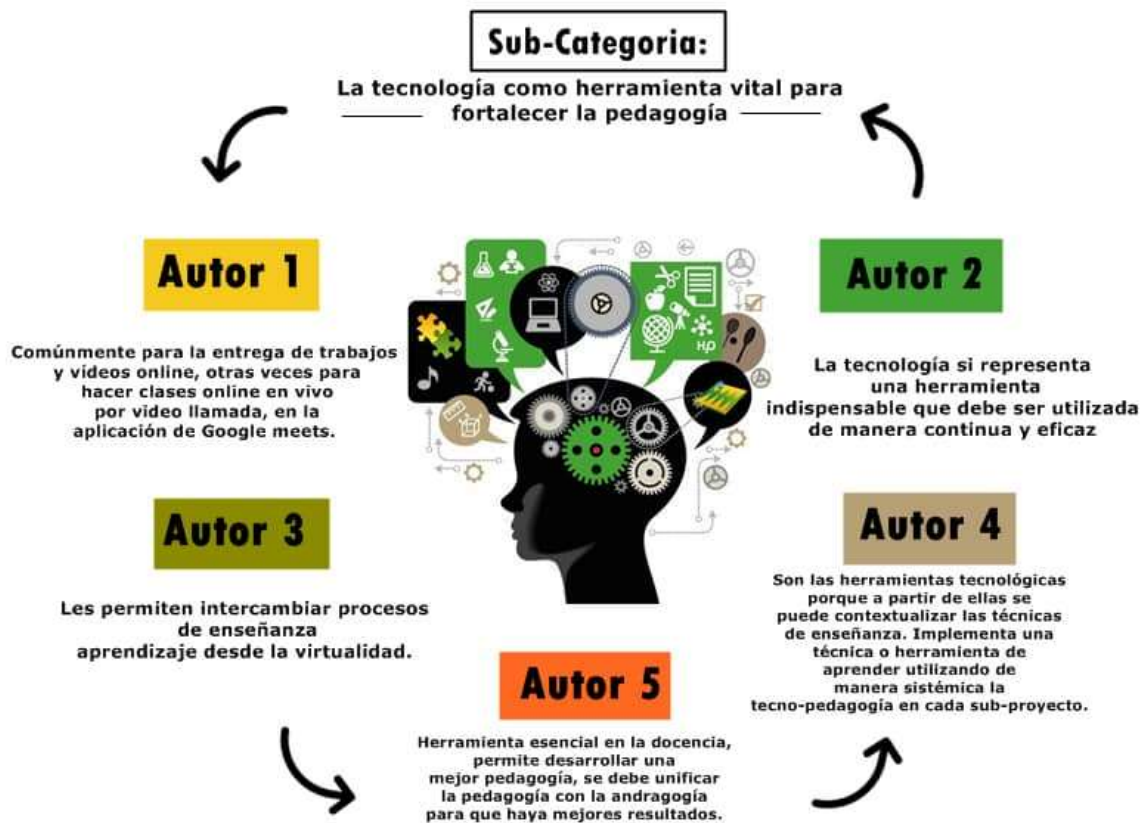 Sub-Categoria:
La tecnología como herramienta vital para
fortalecer la pedagogía
Autor 1
Comúnmente para la entrega de trabajos
y vídeos online, otras veces para
hacer clases online en vivo
por video llamada, en la
aplicación de Google meets.
Autor 2
La tecnología si representa
una herramienta
indispensable que debe ser utilizada
de manera continua y eficaz
H₂O
Autor 3
Les permiten intercambiar procesos
de enseñanza
aprendizaje desde la virtualidad.
Autor 4
Son las herramientas tecnológicas
porque a partir de ellas se
puede contextualizar las técnicas
de enseñanza. Implementa una
técnica o herramienta de
aprender utilizando de
manera sistémica la
tecno-pedagogía en cada sub-proyecto.
Autor 5
Herramienta esencial en la docencia,
permite desarrollar una
mejor pedagogía, se debe unificar
la pedagogía con la andragogía
para que haya mejores resultados.